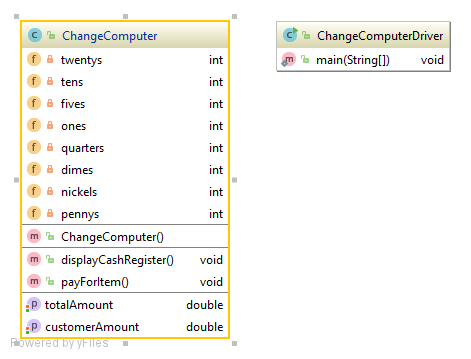 ChangeComputer
twentys int
tens int
fives int
ones int
quarters int
dimes int
nickels int
pennys int
ChangeComputer()
displayCashRegister() void
payForItem() void
totalAmount double
customerAmount double
Powered by yFiles
ChangeComputerDriver
main(String[]) void